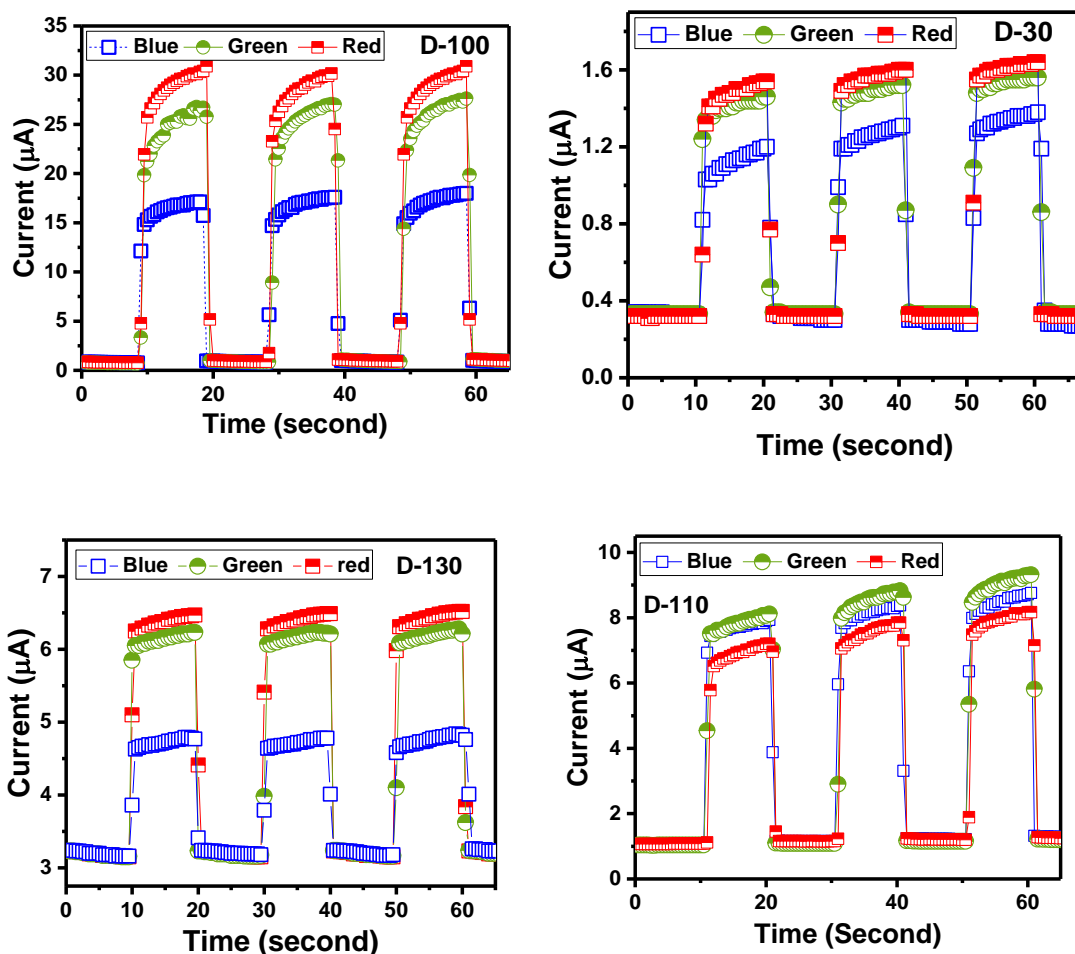 D-100
Blue Green Red
35
30
25
20
15
10
5
0
Current (µA)
0 20 40 60
Time (second)
D-30
Blue Green Red
1.6
1.2
0.8
0.4
0.0
Current (µA)
0 10 20 30 40 50 60
Time (second)
Blue Green red
D-130
7
6
5
4
3
Current (µA)
0 10 20 30 40 50 60
Time (second)
Blue Green Red
D-110
10
8
6
4
2
0
Current (µA)
0 20 40 60
Time (Second)